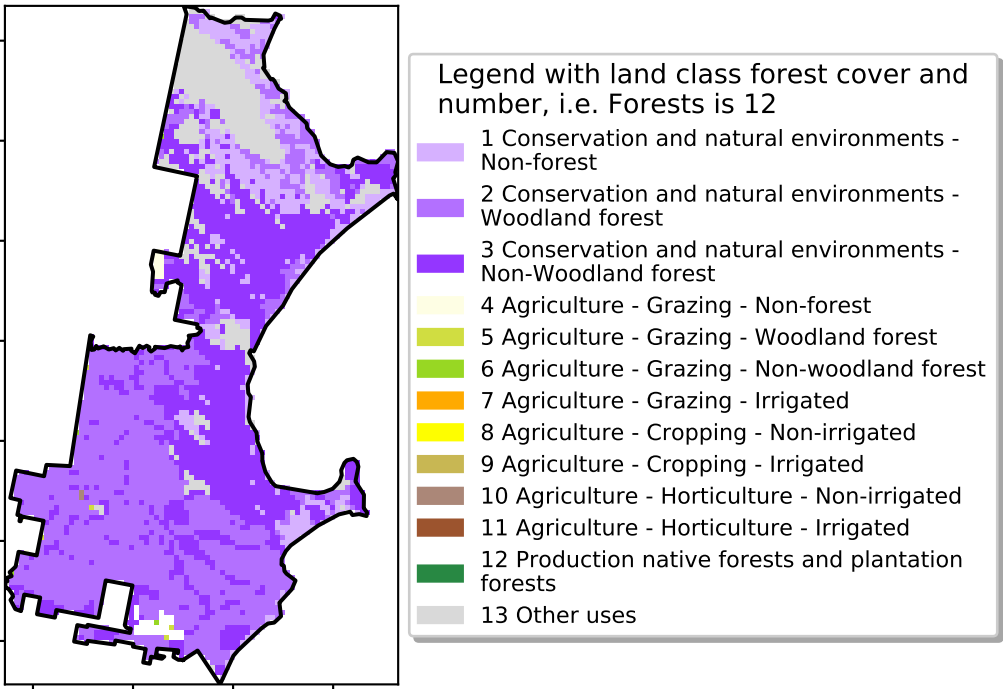 Legend with land class forest cover and
number, i.e. Forests is 12
1 Conservation and natural environments -
Non-forest
2 Conservation and natural environments -
Woodland forest
3 Conservation and natural environments -
Non-Woodland forest
4 Agriculture - Grazing - Non-forest
5 Agriculture - Grazing - Woodland forest
6 Agriculture - Grazing - Non-woodland forest
7 Agriculture - Grazing - Irrigated
8 Agriculture - Cropping - Non-irrigated
9 Agriculture - Cropping - Irrigated
10 Agriculture - Horticulture - Non-irrigated
11 Agriculture - Horticulture - Irrigated
12 Production native forests and plantation
forests
13 Other uses